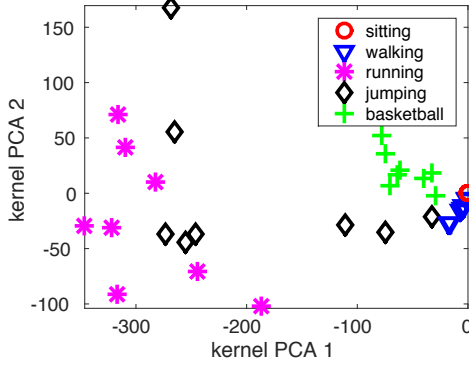 150
100
50
0
-50
-100
kernel PCA 2
sitting
walking
running
jumping
basketball
-300 -200 -100 0
kernel PCA 1